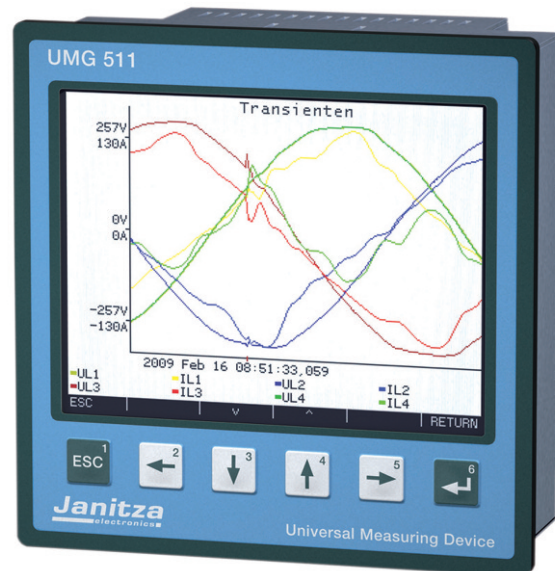 UMG 511
Transienten
257V
130A
0V
0A
-257V
-130A
2009 Feb 16 08:51:33,059
UL1 IL1 UL2 IL2
UL3 IL3 UL4 IL4
ESC v ^ RETURN
ESC 1 2 3 4 5 6
Janitza
electronics
Universal Measuring Device